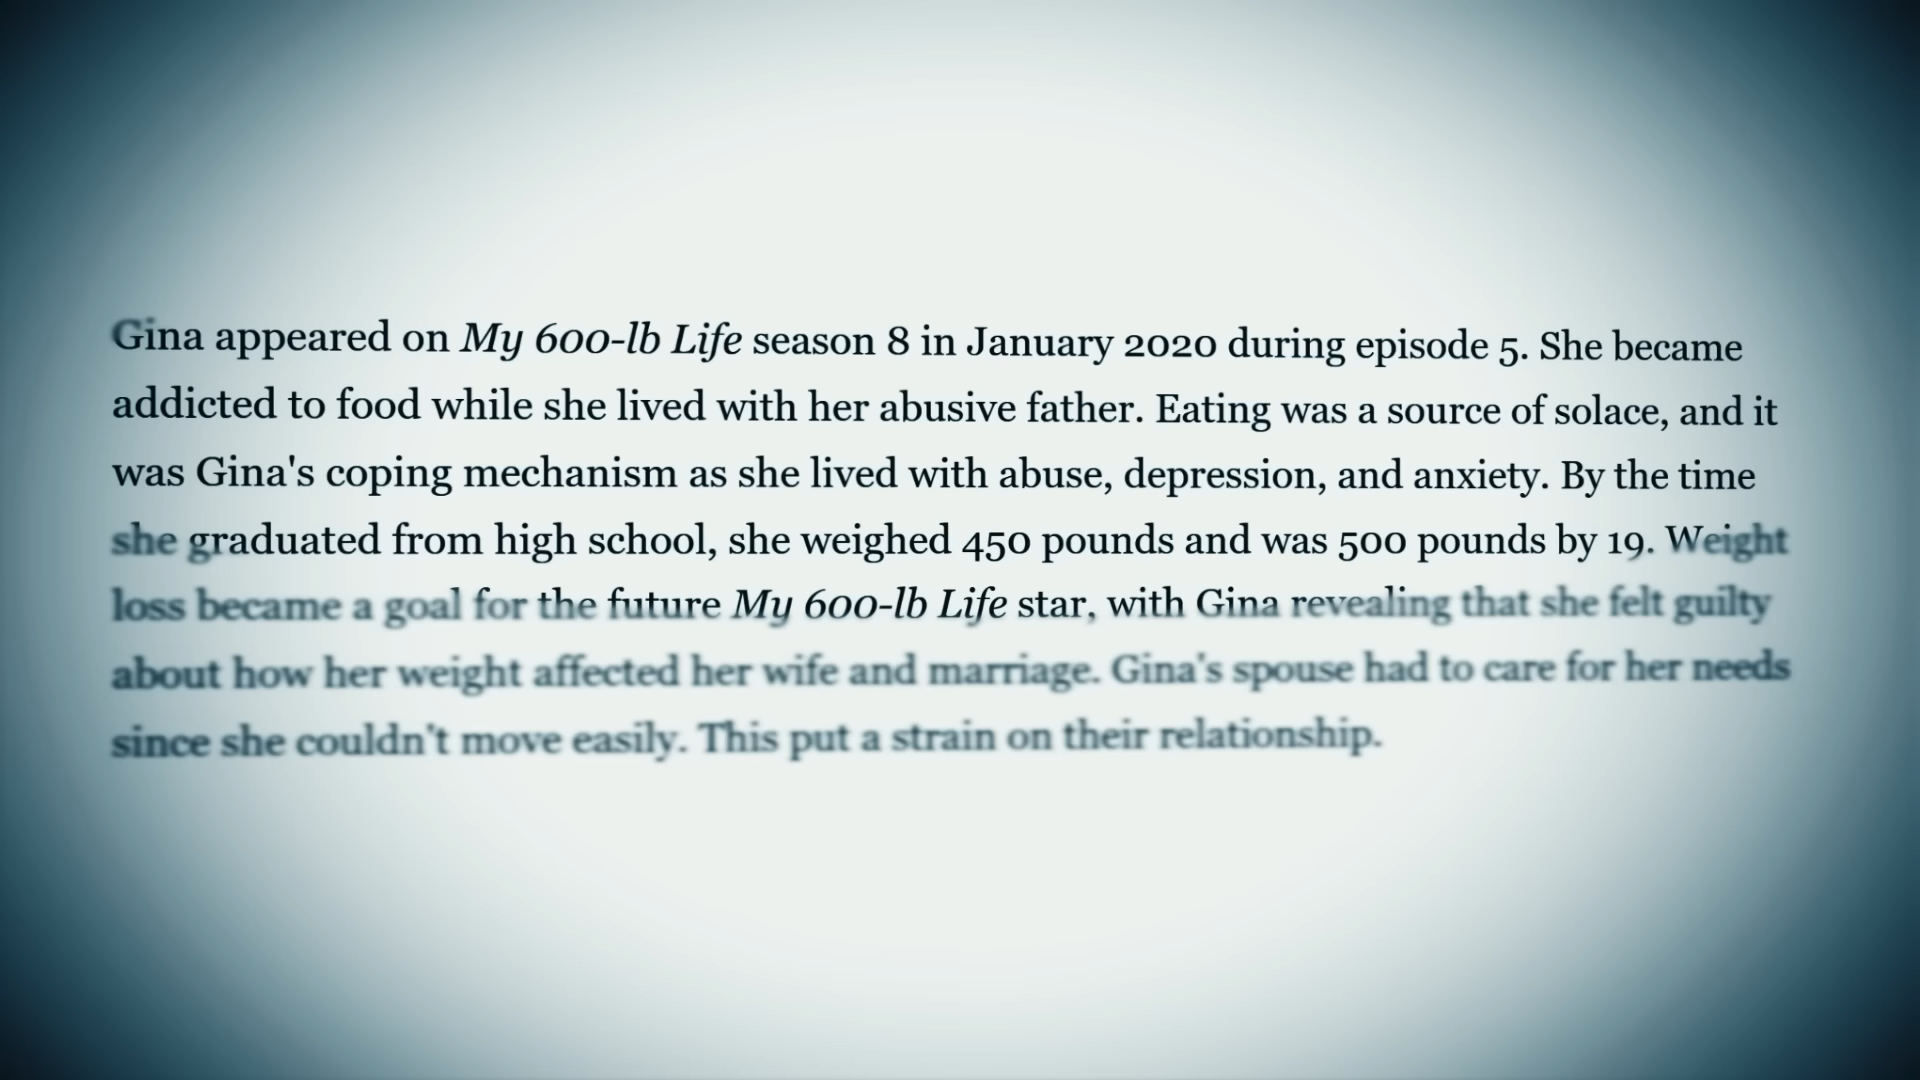 Gina appeared on My 600-lb Life season 8 in January 2020 during episode 5. She became
addicted to food while she lived with her abusive father. Eating was a source of solace, and it
was Gina's coping mechanism as she lived with abuse, depression, and anxiety. By the time
she graduated from high school, she weighed 450 pounds and was 500 pounds by 19. Weight
loss became a goal for the future My 600-lb Life star, with Gina revealing that she felt guilty
about how her weight affected her wife and marriage. Gina's spouse had to care for her needs
since she couldn't move easily. This put a strain on their relationship.